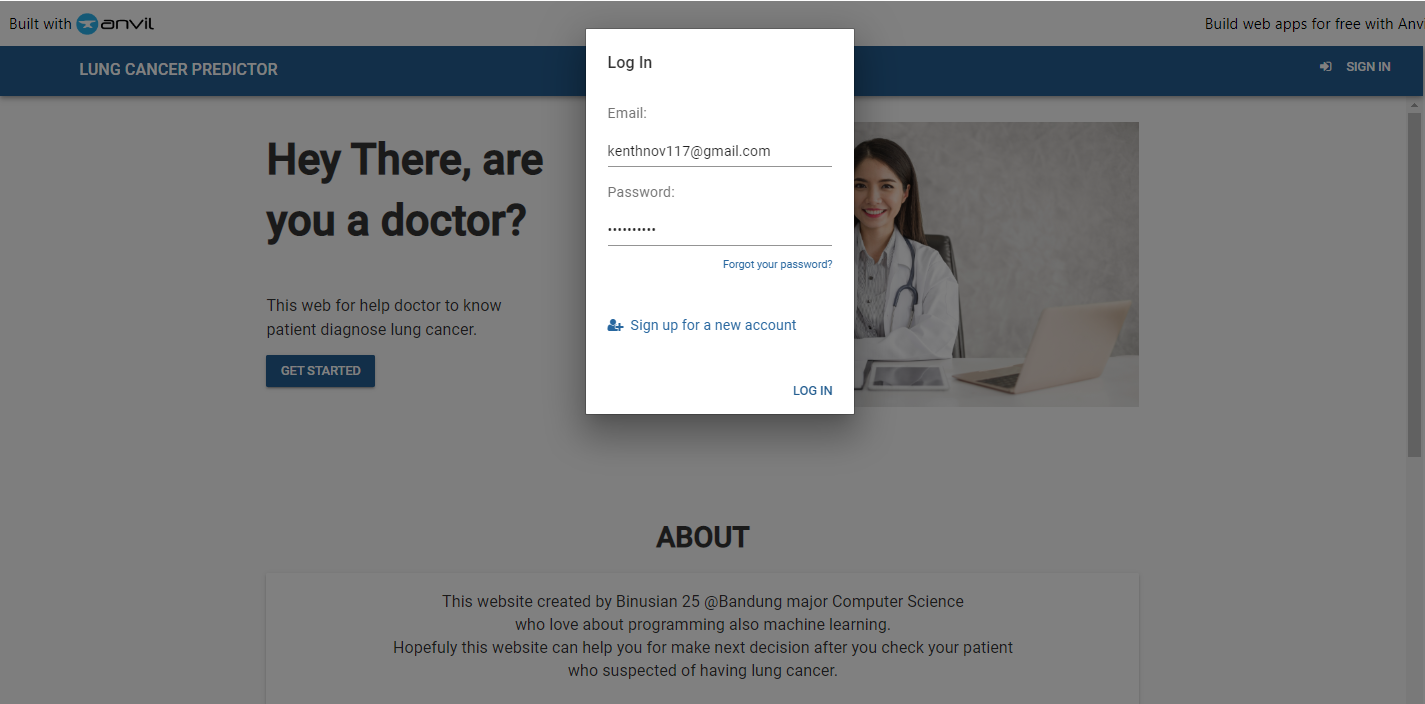 Built with anvil
Build web apps for free with Anv
LUNG CANCER PREDICTOR
SIGN IN
Hey There, are
you a doctor?
This web for help doctor to know
patient diagnose lung cancer.
GET STARTED
Log In
Email:
kenthnov117@gmail.com
Password:
••••••••••
Forgot your password?
Sign up for a new account
LOG IN
ABOUT
This website created by Binusian 25 @Bandung major Computer Science
who love about programming also machine learning.
Hopefuly this website can help you for make next decision after you check your patient
who suspected of having lung cancer.